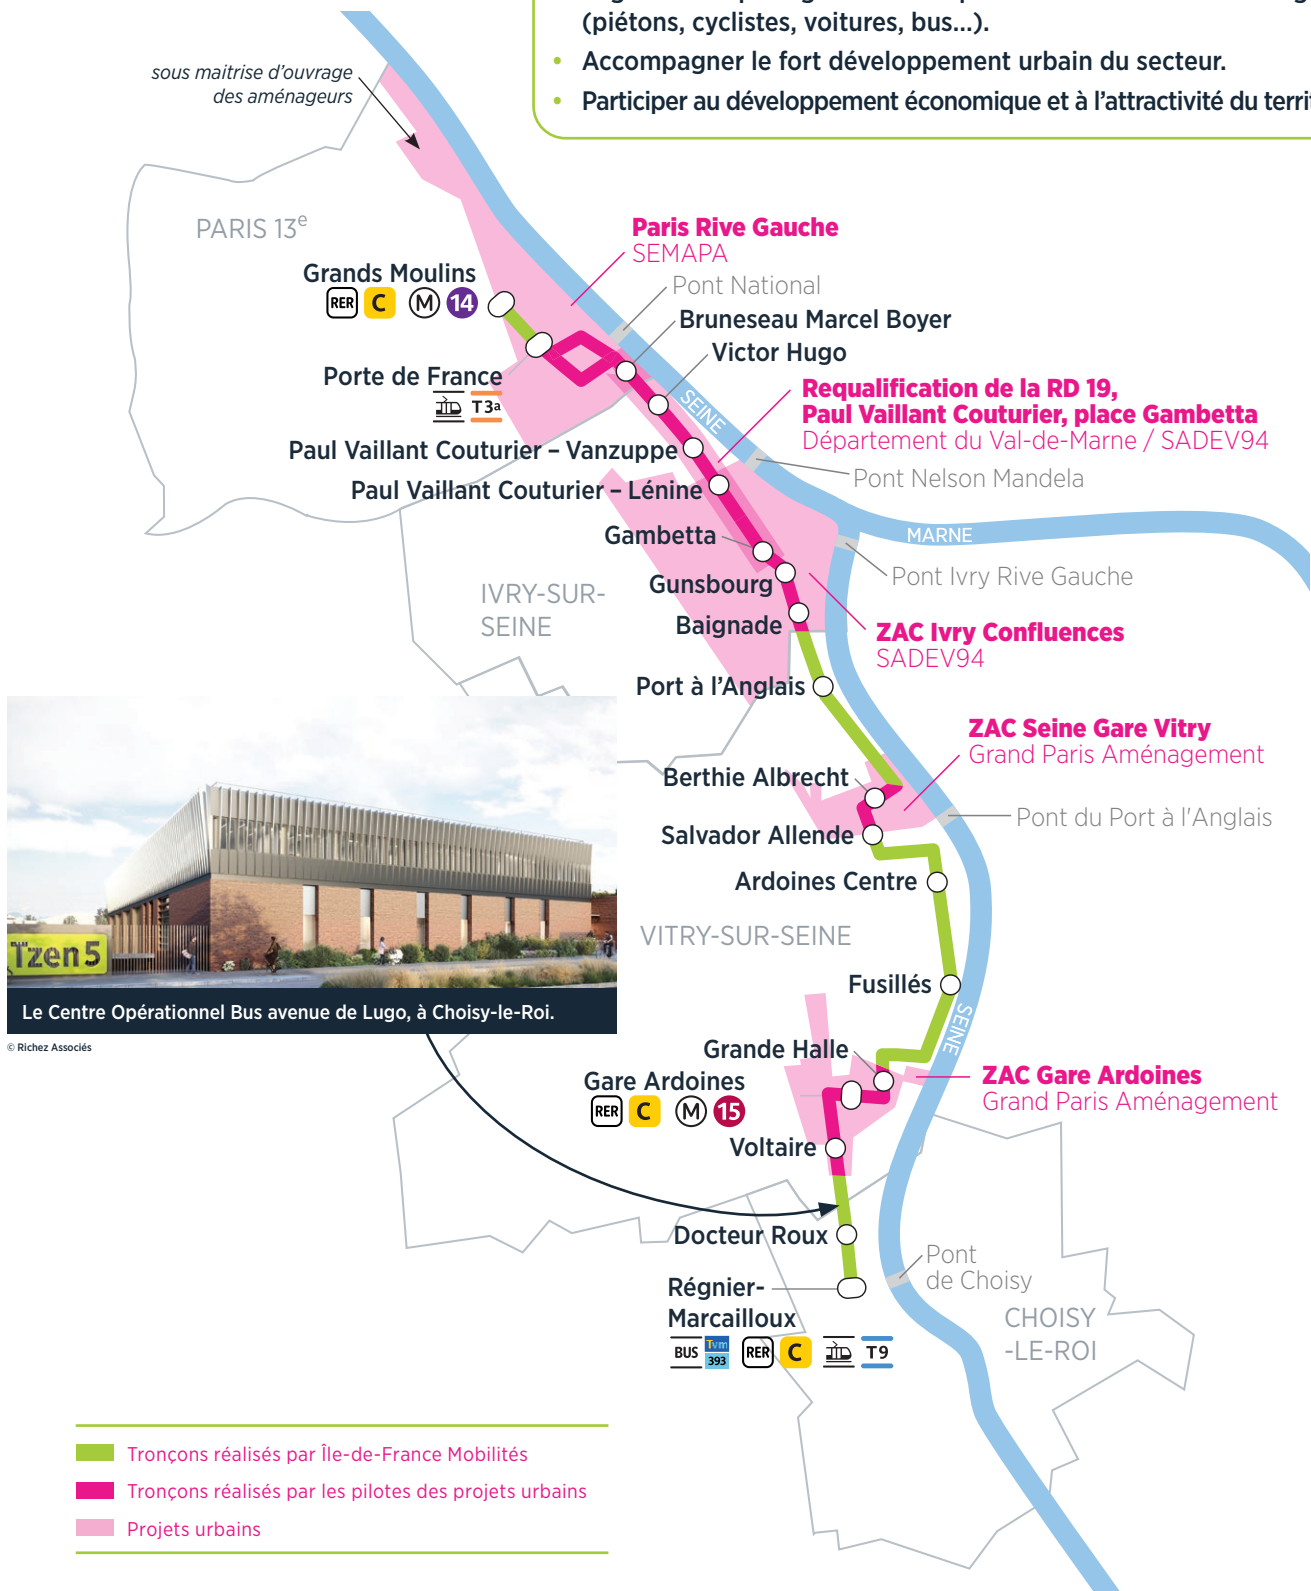 (piétons, cyclistes, voitures, bus...).
• Accompagner le fort développement urbain du secteur.
• Participer au développement économique et à l'attractivité du
sous maitrise d'ouvrage
des aménageurs
PARIS 13e
Paris Rive Gauche
SEMAPA
Grands Moulins
RER C M 14
Pont National
Bruneseau Marcel Boyer
Victor Hugo
Porte de France
T3a
SEINE
Requalification de la RD 19,
Paul Vaillant Couturier, place Gambetta
Département du Val-de-Marne / SADEV94
Paul Vaillant Couturier – Vanzuppe
Pont Nelson Mandela
Paul Vaillant Couturier – Lénine
Gambetta
MARNE
Pont Ivry Rive Gauche
Gunsbourg
IVRY-SUR-
SEINE
Baignade
ZAC Ivry Confluences
SADEV94
Port à l'Anglais
ZAC Seine Gare Vitry
Grand Paris Aménagement
Berthie Albrecht
Pont du Port à l'Anglais
Salvador Allende
Ardoines Centre
VITRY-SUR-SEINE
Tzen 5
Fusillés
Le Centre Opérationnel Bus avenue de Lugo, à Choisy-le-Roi.
© Richez Associés
SEINE
Grande Halle
Gare Ardoines
RER C M 15
ZAC Gare Ardoines
Grand Paris Aménagement
Voltaire
Docteur Roux
Pont
de Choisy
Régnier-
Marcailloux
BUS Tvm 393 RER C T9
CHOISY
-LE-ROI
Tronçons réalisés par Île-de-France Mobilités
Tronçons réalisés par les pilotes des projets urbains
Projets urbains